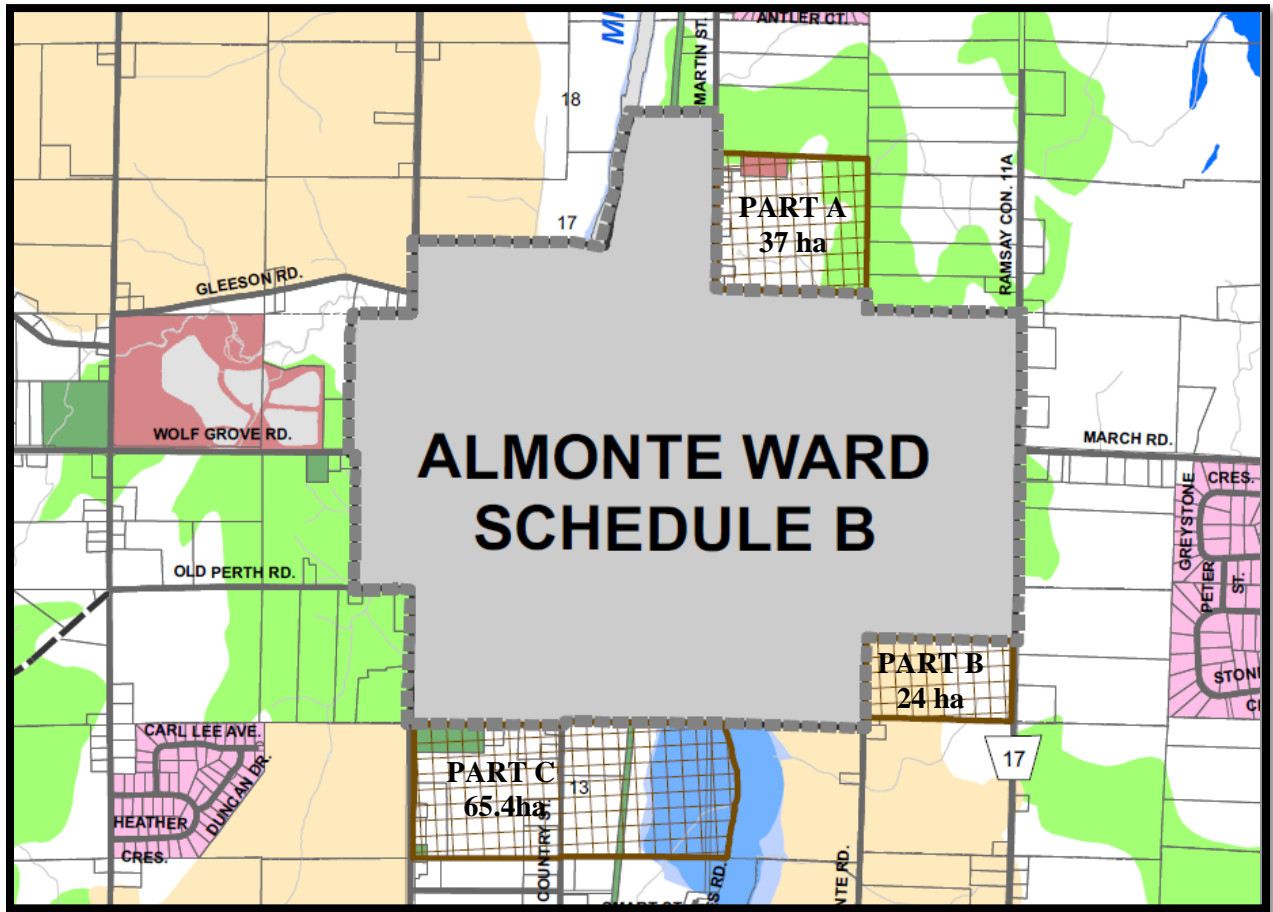 ANTLER CT.
MARTIN ST.
18
17
PART A
37 ha
RAMSAY CON. 11A
GLEESON RD.
WOLF GROVE RD.
ALMONTE WARD
SCHEDULE B
MARCH RD.
GREYSTONE
CRES.
PETER
ST.
OLD PERTH RD.
PART B
24 ha
CARL LEE AVE.
DUNCAN DR.
HEATHER
CRES.
PART C
65.4ha
13
COUNTRY ST.
17